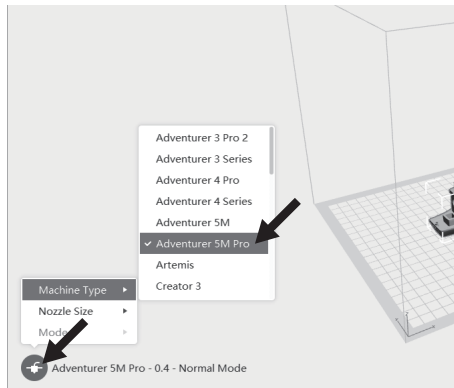 Adventurer 3 Pro 2
Adventurer 3 Series
Adventurer 4 Pro
Adventurer 4 Series
Adventurer 5M
Adventurer 5M Pro
Artemis
Creator 3
Machine Type
Nozzle Size
Mode
Adventurer 5M Pro - 0.4 - Normal Mode